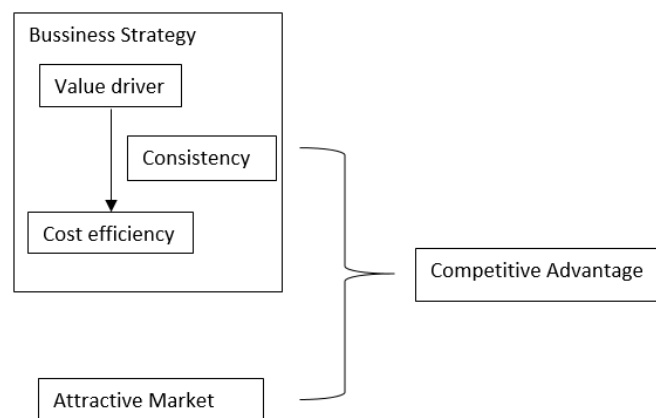 Bussiness Strategy
Value driver
Consistency
Cost efficiency
Competitive Advantage
Attractive Market